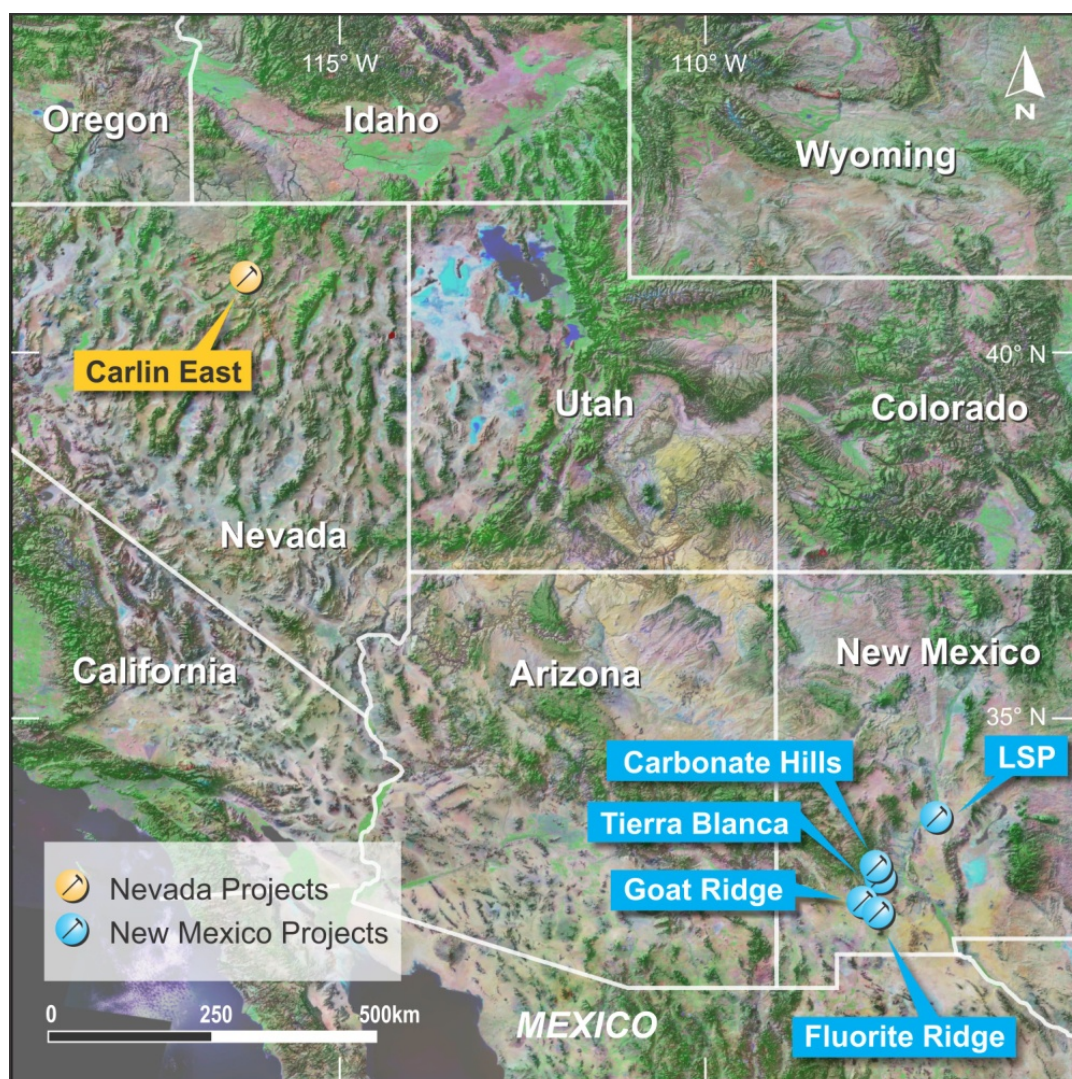 115° W
110° W
N
Oregon
Idaho
Wyoming
Carlin East
40° N
Utah
Colorado
Nevada
California
Arizona
New Mexico
35° N
Carbonate Hills
LSP
Tierra Blanca
Goat Ridge
Nevada Projects
New Mexico Projects
0 250 500km
MEXICO
Fluorite Ridge